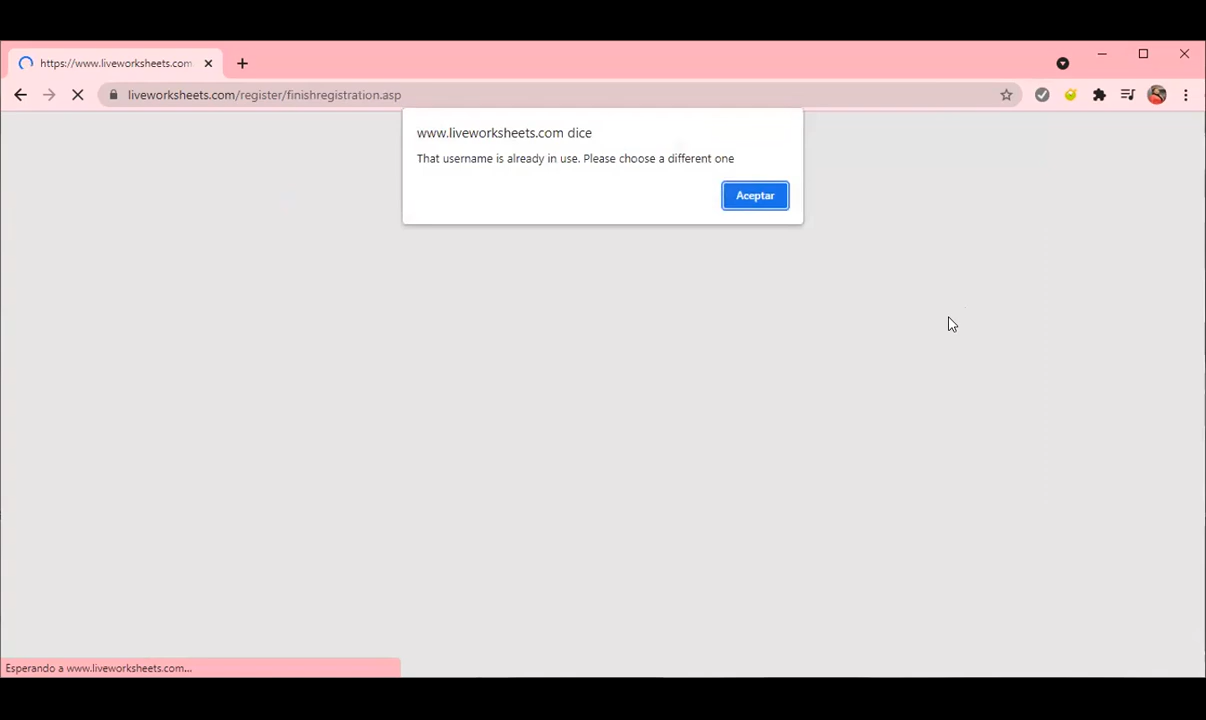 https://www.liveworksheets.com
liveworksheets.com/register/finishregistration.asp
www.liveworksheets.com dice
That username is already in use. Please choose a different one
Aceptar
Esperando a www.liveworksheets.com...